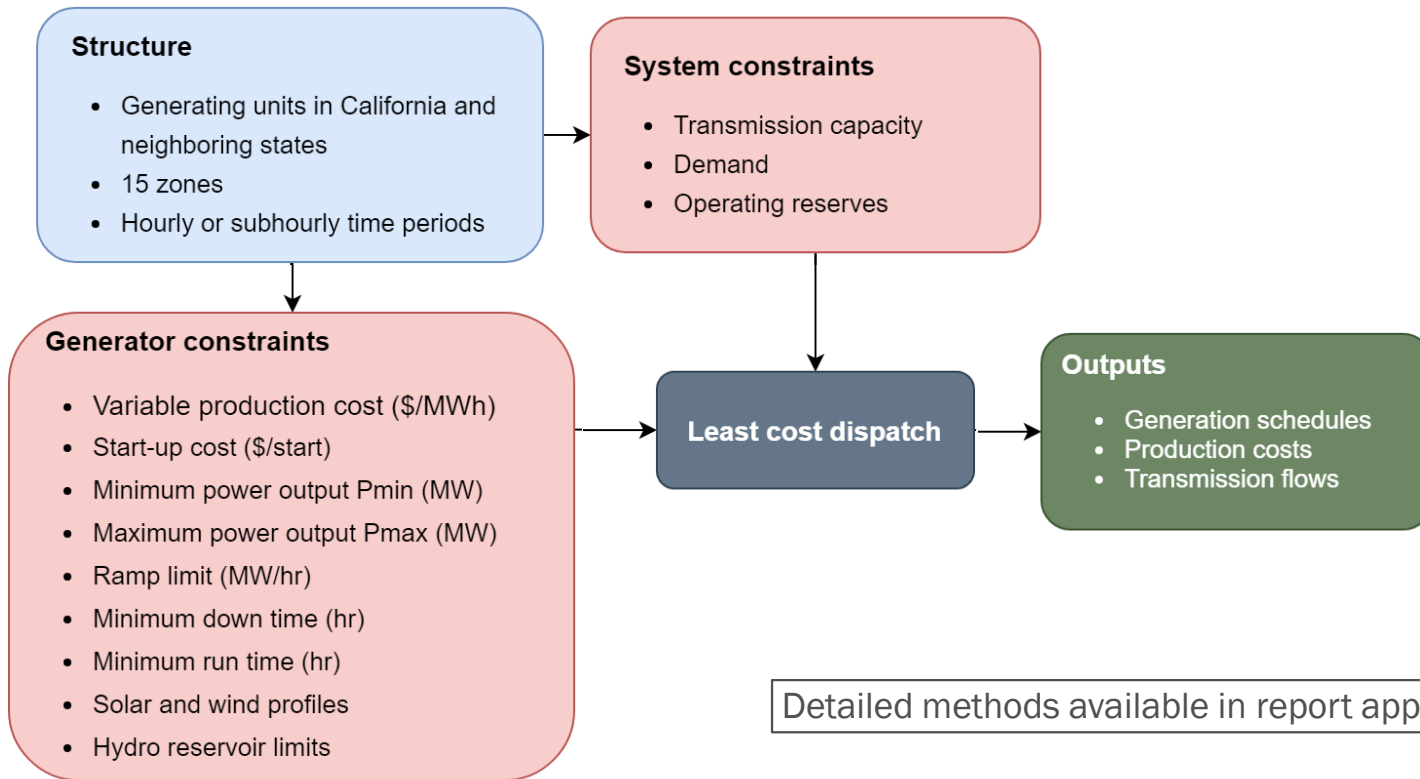 Structure
• Generating units in California and
neighboring states
• 15 zones
• Hourly or subhourly time periods
System constraints
• Transmission capacity
• Demand
• Operating reserves
Generator constraints
• Variable production cost ($/MWh)
• Start-up cost ($/start)
• Minimum power output Pmin (MW)
• Maximum power output Pmax (MW)
• Ramp limit (MW/hr)
• Minimum down time (hr)
• Minimum run time (hr)
• Solar and wind profiles
• Hydro reservoir limits
Least cost dispatch
Outputs
• Generation schedules
• Production costs
• Transmission flows
Detailed methods available in report